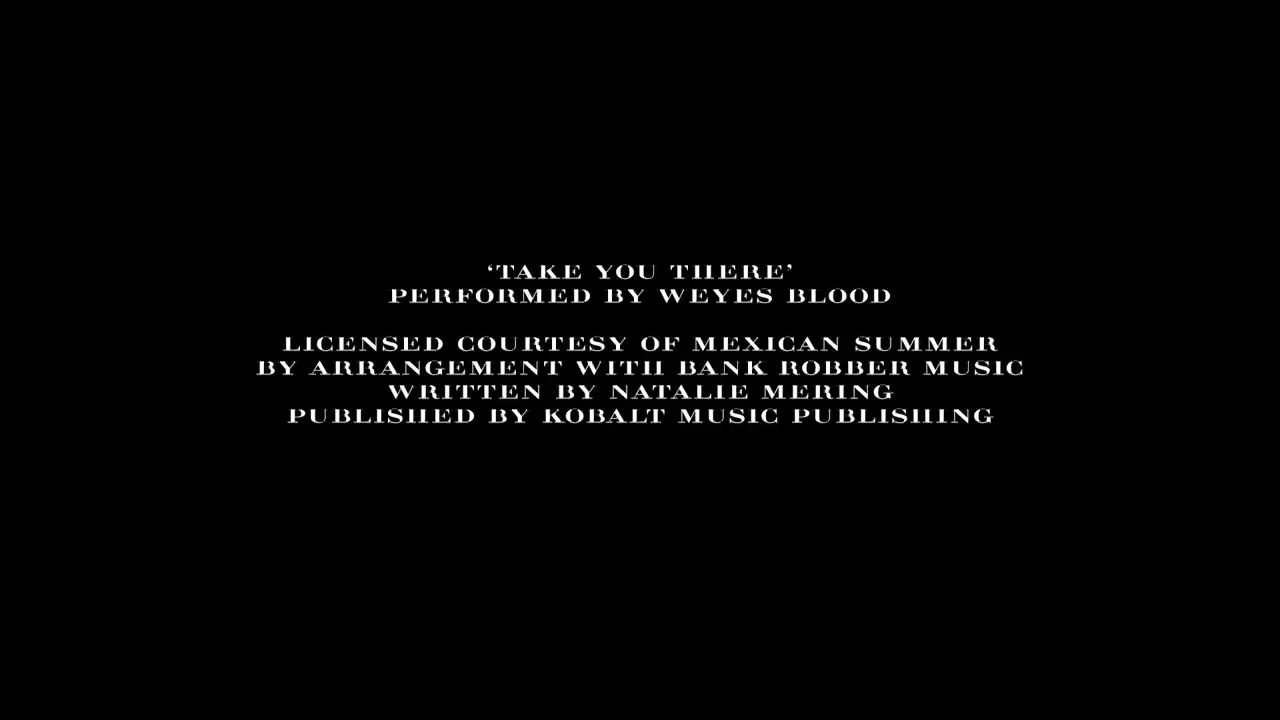 ‘TAKE YOU THERE’
PERFORMED BY WEYES BLOOD
LICENSED COURTESY OF MEXICAN SUMMER
BY ARRANGEMENT WITH BANK ROBBER MUSIC
WRITTEN BY NATALIE MERING
PUBLISHED BY KOBALT MUSIC PUBLISHING